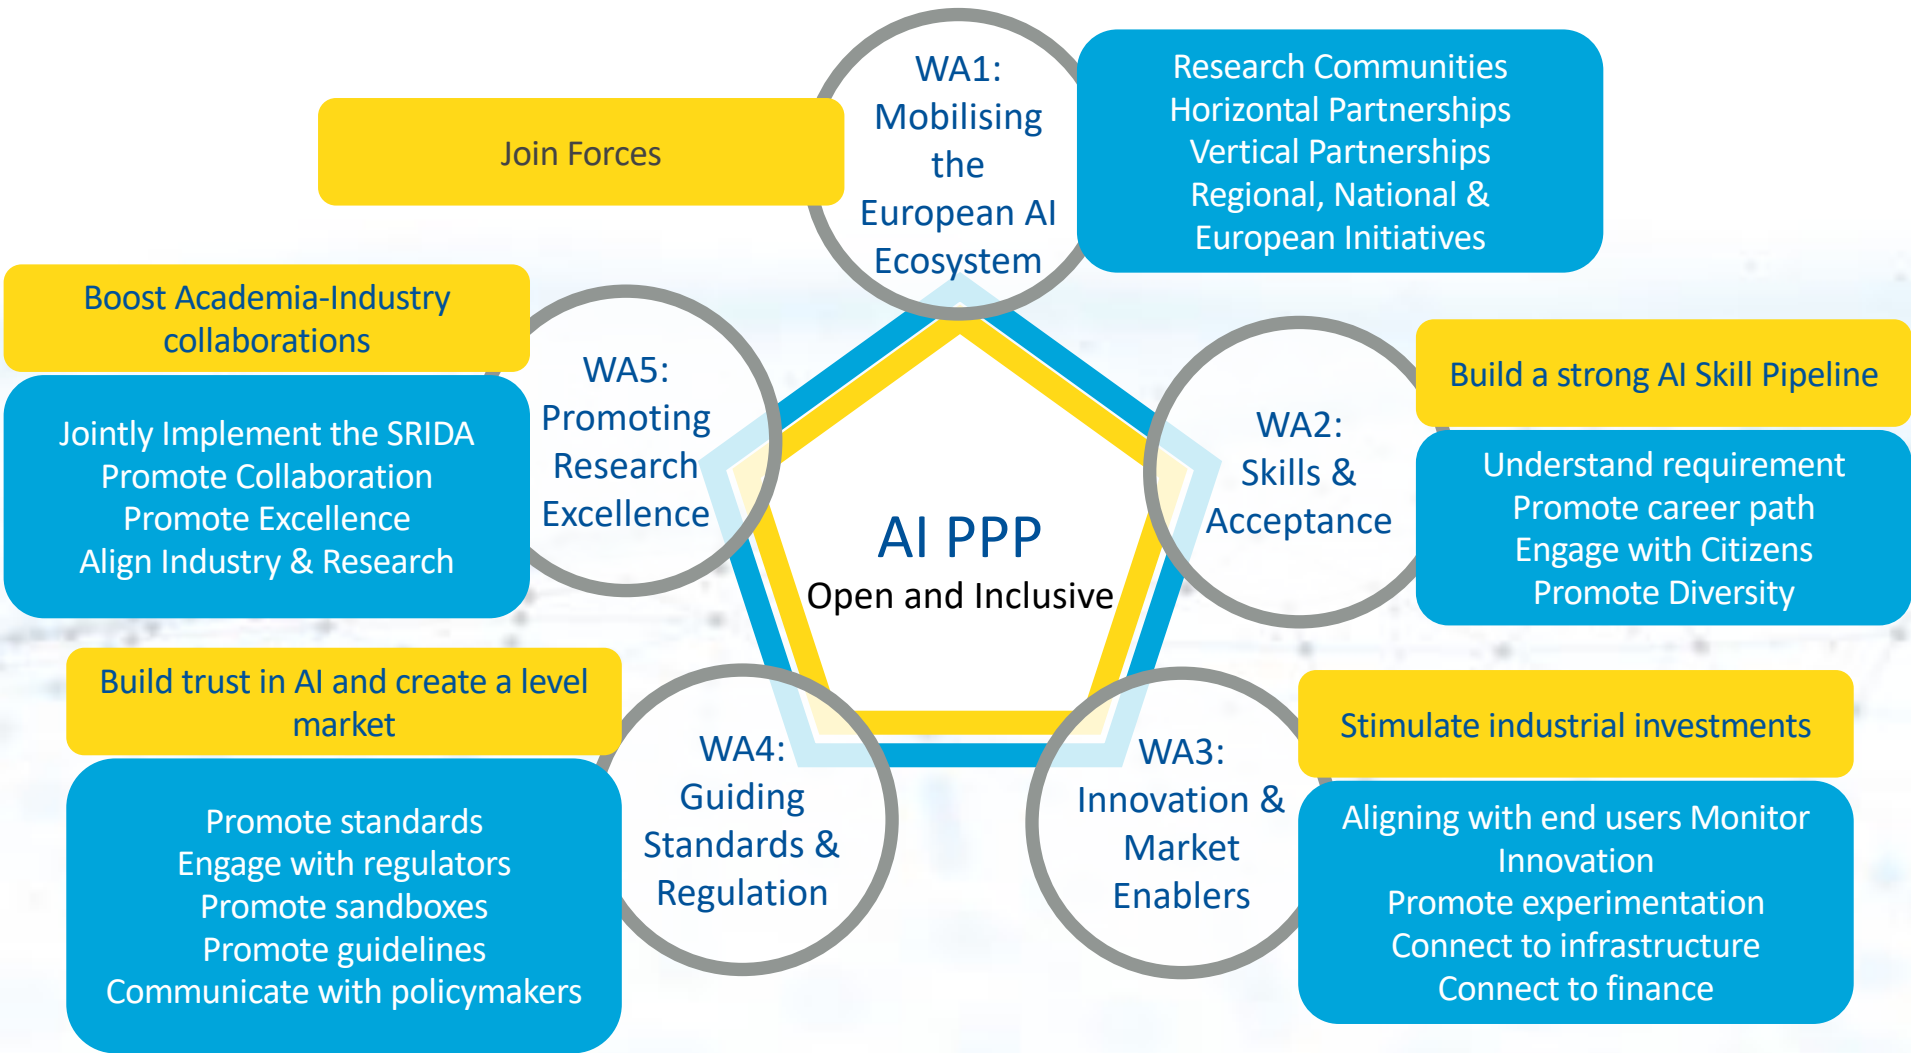 WA1:
Mobilising
the
European AI
Ecosystem
Join Forces
Research Communities
Horizontal Partnerships
Vertical Partnerships
Regional, National &
European Initiatives
Boost Academia-Industry
collaborations
Jointly Implement the SRIDA
Promote Collaboration
Promote Excellence
Align Industry & Research
WA5:
Promoting
Research
Excellence
AI PPP
Open and Inclusive
WA2:
Skills &
Acceptance
Build a strong AI Skill Pipeline
Understand requirement
Promote career path
Engage with Citizens
Promote Diversity
Build trust in AI and create a level
market
Promote standards
Engage with regulators
Promote sandboxes
Promote guidelines
Communicate with policymakers
WA4:
Guiding
Standards &
Regulation
WA3:
Innovation &
Market
Enablers
Stimulate industrial investments
Aligning with end users Monitor
Innovation
Promote experimentation
Connect to infrastructure
Connect to finance